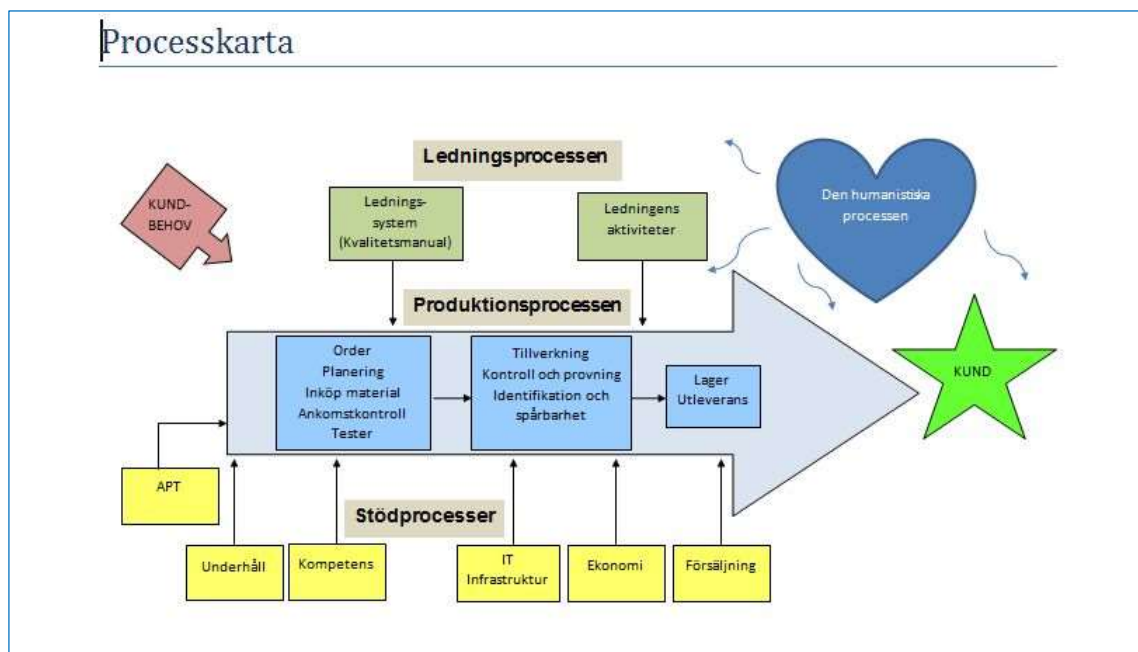 Processkarta
Ledningsprocessen
KUND-
BEHOV
Lednings-
system
(Kvalitetsmanual)
Ledningens
aktiviteter
Den humanistiska
processen
Produktionsprocessen
Order
Planering
Inköp material
Ankomstkontroll
Tester
Tillverkning
Kontroll och provning
Identifikation och
spårbarhet
Lager
Utleverans
KUND
APT
Stödprocesser
Underhåll
Kompetens
IT
Infrastruktur
Ekonomi
Försäljning